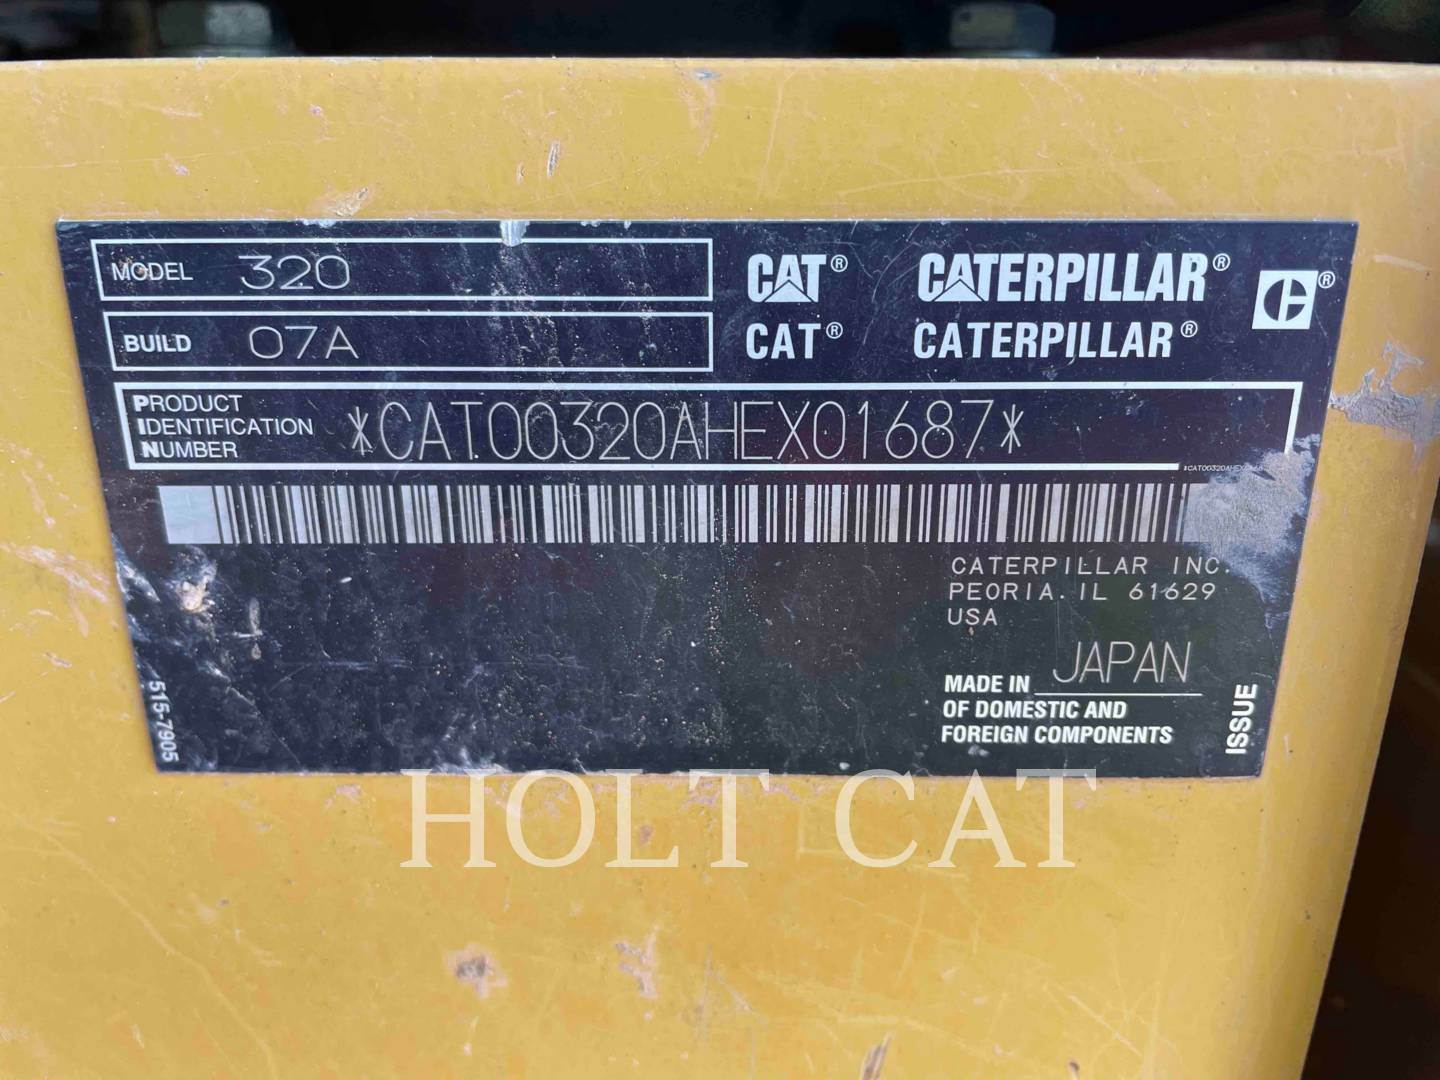 MODEL 320
BUILD 07A
CAT® CATERPILLAR® ®
CAT® CATERPILLAR®
PRODUCT
IDENTIFICATION
NUMBER
*CAT00320AHEX01687*
CATERPILLAR INC.
PEORIA, IL 61629
USA
MADE IN JAPAN
OF DOMESTIC AND
FOREIGN COMPONENTS
ISSUE
515-7905
HOLT CAT